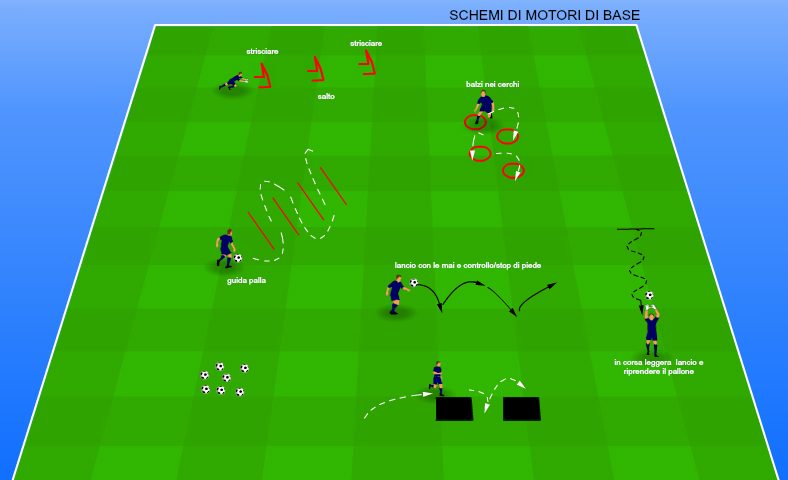 SCHEMI DI MOTORI DI BASE
strisciare
strisciare
salto
balzi nei cerchi
guida palla
lancio con le mai e controllo/stop di piede
in corsa leggera lancio e
riprendere il pallone